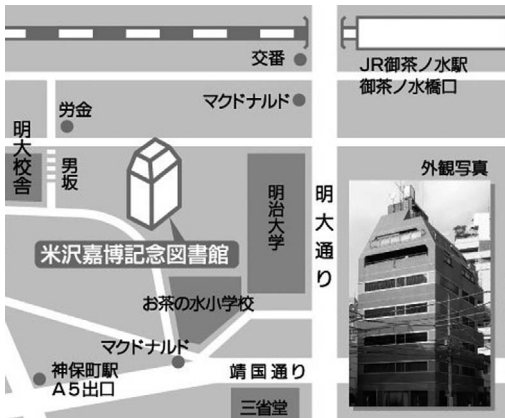 交番
JR御茶ノ水駅
御茶ノ水橋口
マクドナルド
労金
明大校舎
男坂
外観写真
明治大学
明大通り
米沢嘉博記念図書館
お茶の水小学校
マクドナルド
神保町駅
A5出口
靖国通り
三省堂